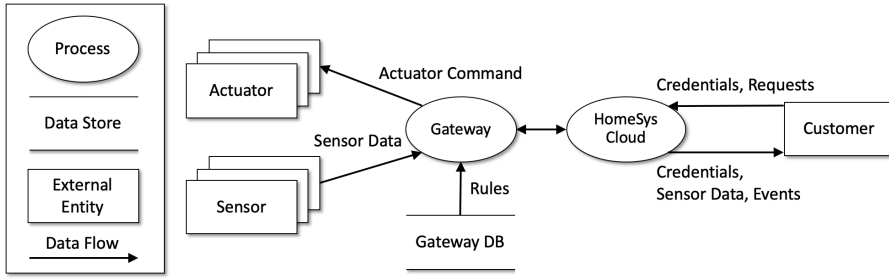 Process
Data Store
External
Entity
Data Flow
Actuator
Actuator Command
Sensor Data
Sensor
Gateway
Rules
Gateway DB
HomeSys
Cloud
Credentials, Requests
Customer
Credentials,
Sensor Data, Events